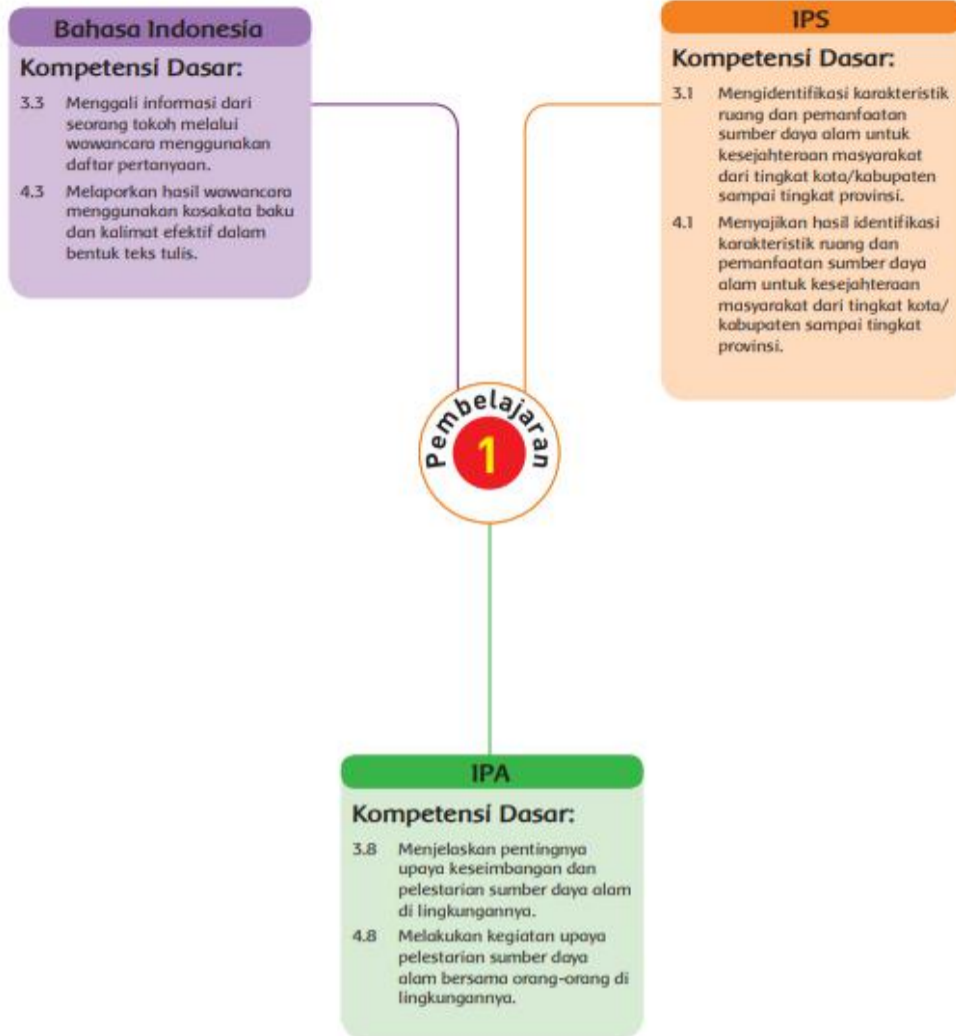 Bahasa Indonesia
Kompetensi Dasar:
3.3 Menggali informasi dari
seorang tokoh melalui
wawancara menggunakan
daftar pertanyaan.
4.3 Melaporkan hasil wawancara
menggunakan kosakata baku
dan kalimat efektif dalam
bentuk teks tulis.
IPS
Kompetensi Dasar:
3.1 Mengidentifikasi karakteristik
ruang dan pemanfaatan
sumber daya alam untuk
kesejahteraan masyarakat
dari tingkat kota/kabupaten
sampai tingkat provinsi.
4.1 Menyajikan hasil identifikasi
karakteristik ruang dan
pemanfaatan sumber daya
alam untuk kesejahteraan
masyarakat dari tingkat kota/
kabupaten sampai tingkat
provinsi.
Pembelajaran
1
IPA
Kompetensi Dasar:
3.8 Menjelaskan pentingnya
upaya keseimbangan dan
pelestarian sumber daya alam
di lingkungannya.
4.8 Melakukan kegiatan upaya
pelestarian sumber daya
alam bersama orang-orang di
lingkungannya.